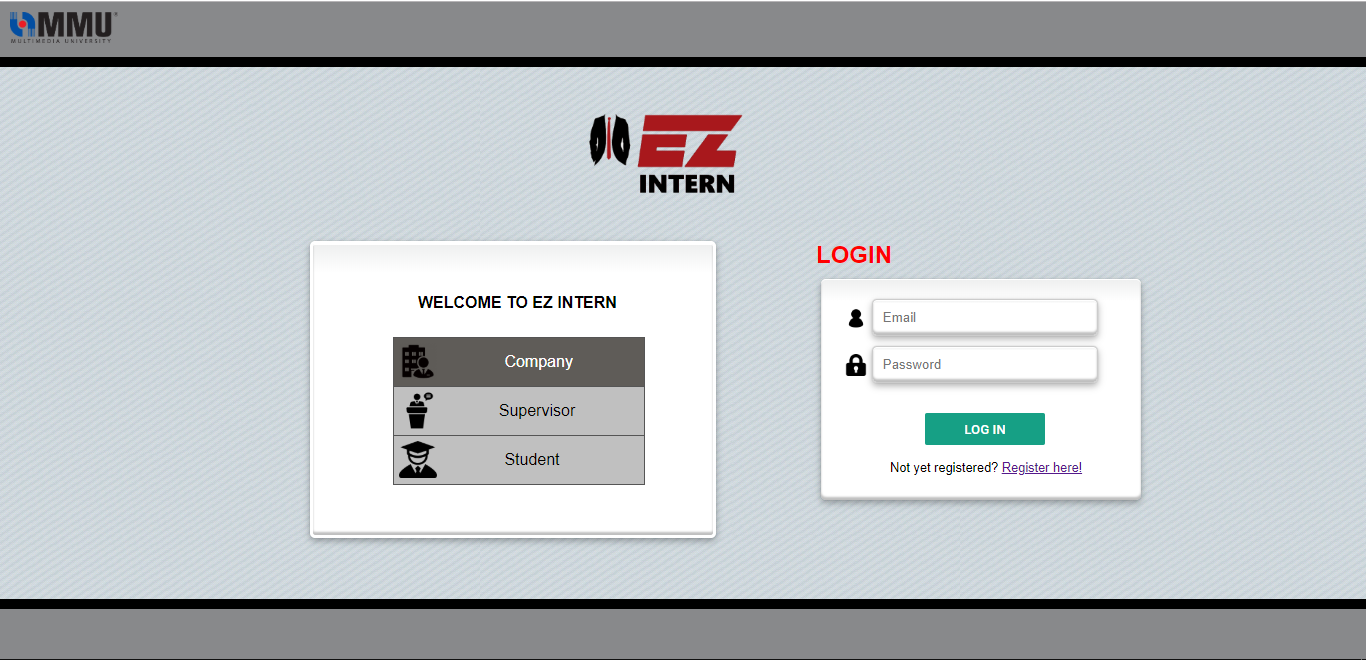 MMU®
MULTIMEDIA UNIVERSITY
EZ
INTERN
WELCOME TO EZ INTERN
Company
Supervisor
Student
LOGIN
Email
Password
LOG IN
Not yet registered? Register here!